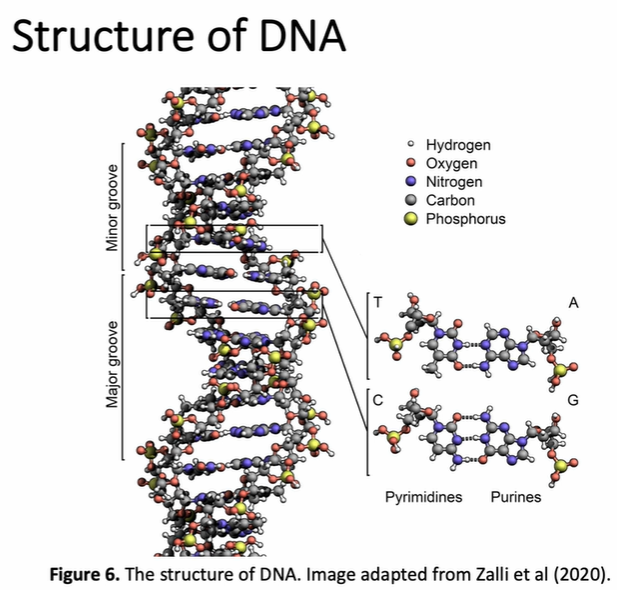 Structure of DNA
Hydrogen
Oxygen
Nitrogen
Carbon
Phosphorus
Minor groove
Major groove
T
A
C
G
Pyrimidines
Purines
Figure 6. The structure of DNA. Image adapted from Zalli et al (2020).